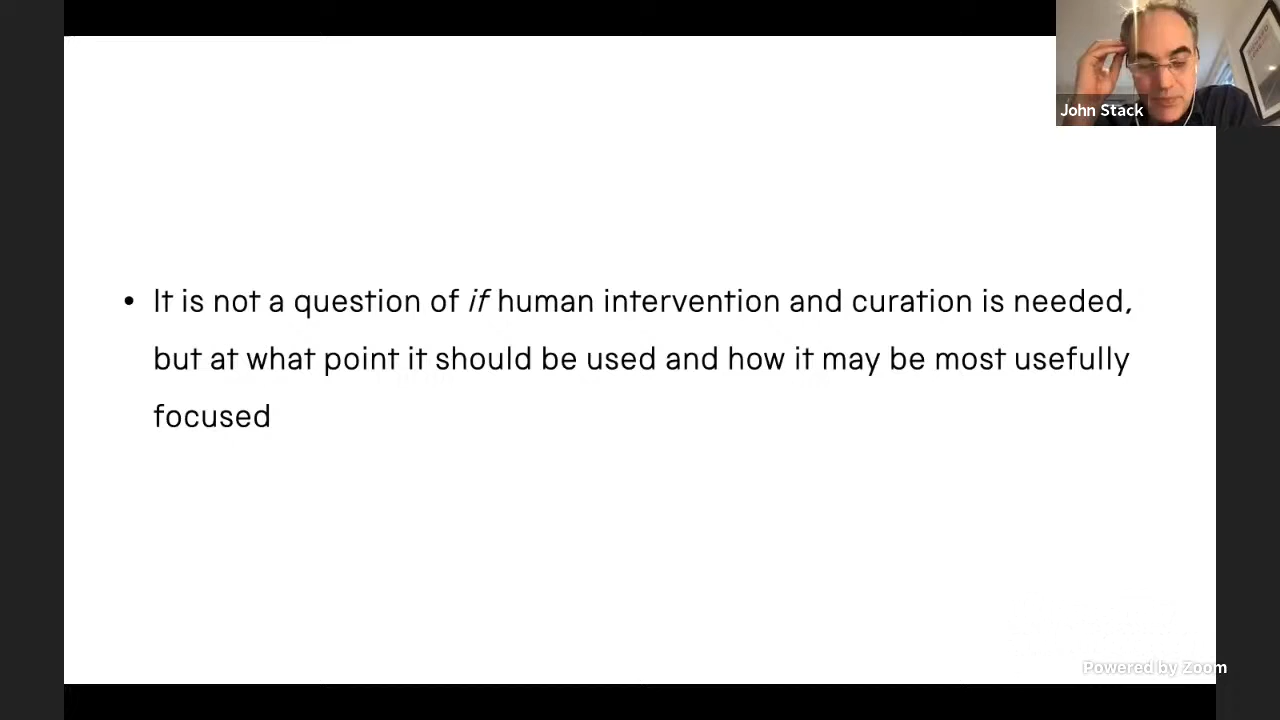 John Stack
• It is not a question of if human intervention and curation is needed,
but at what point it should be used and how it may be most usefully
focused
Powered by Zoom